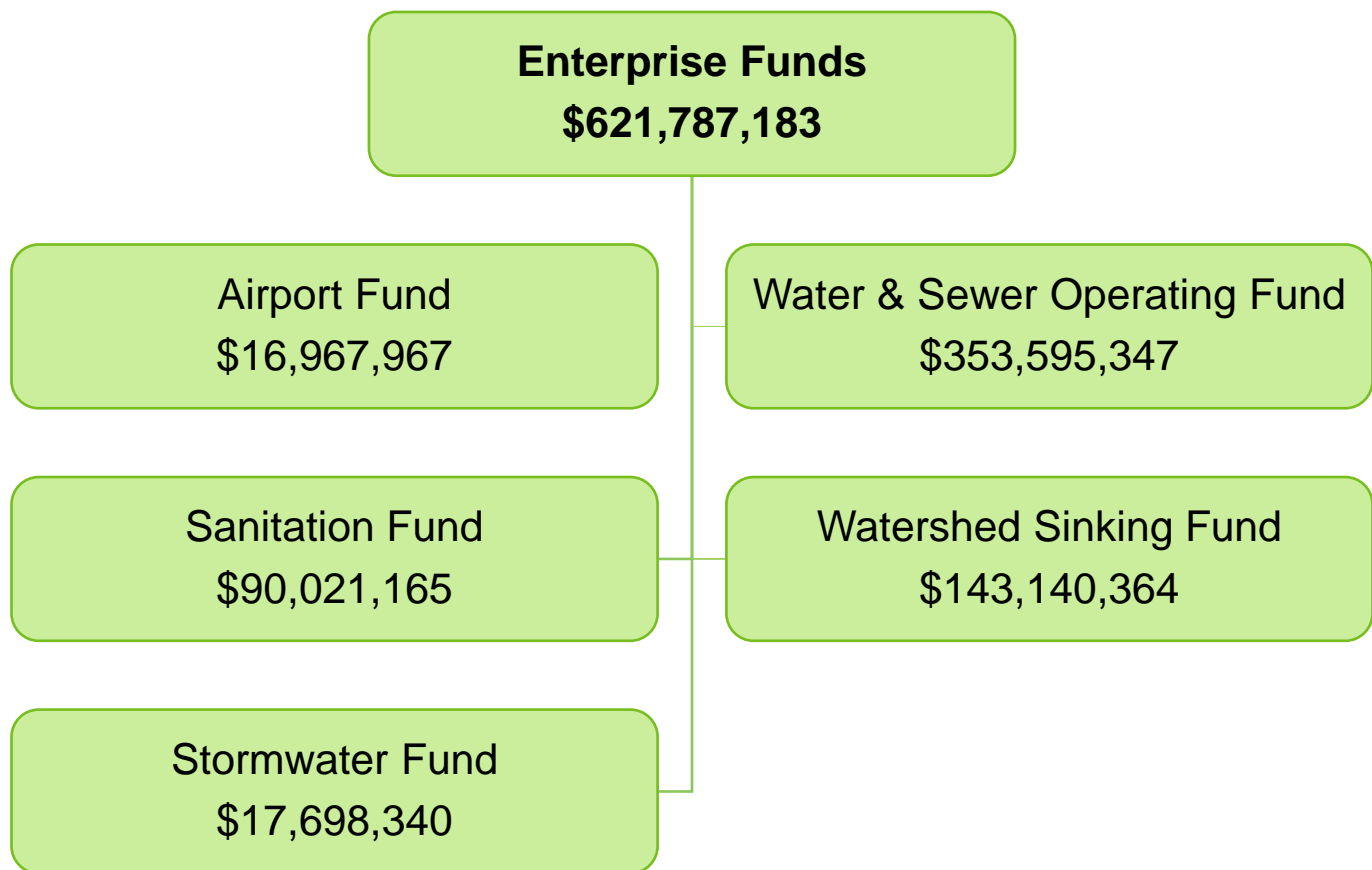 Enterprise Funds
$621,787,183
Airport Fund
$16,967,967
Water & Sewer Operating Fund
$353,595,347
Sanitation Fund
$90,021,165
Watershed Sinking Fund
$143,140,364
Stormwater Fund
$17,698,340